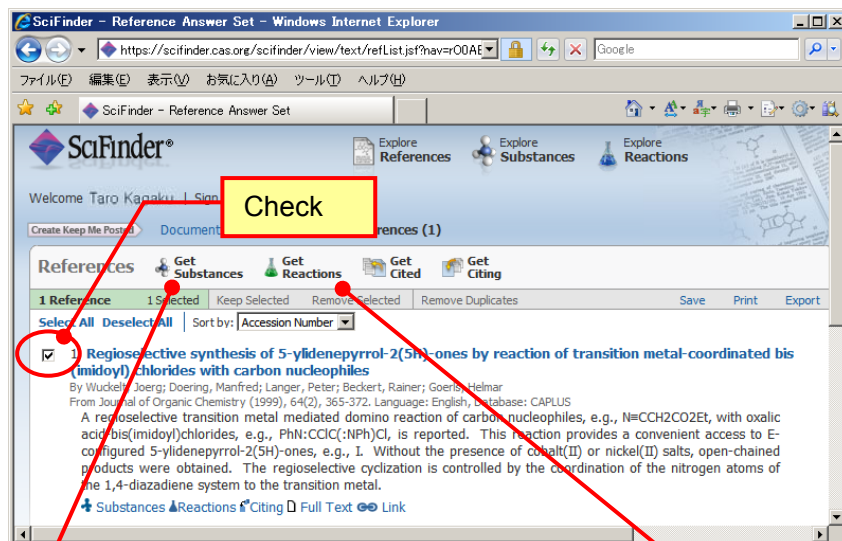 SciFinder - Reference Answer Set - Windows Internet Explorer
https://scifinder.cas.org/scifinder/view/text/refList.jsf?nav=r00AE
Google
ファイル(F) 編集(E) 表示(V) お気に入り(A) ツール(T) ヘルプ(H)
SciFinder - Reference Answer Set
SciFinder®
Explore References
Explore Substances
Explore Reactions
Welcome Taro Kagaku | Sign
Check
Create Keep Me Posted Document rences (1)
References
Get Substances
Get Reactions
Get Cited
Get Citing
1 Reference 1 Selected Keep Selected Remove Selected Remove Duplicates Save Print Export
Select All Deselect All Sort by: Accession Number
1. Regioselective synthesis of 5-ylidenepyrrol-2(5H)-ones by reaction of transition metal-coordinated bis
(imidoyl) chlorides with carbon nucleophiles
By Wuckelt, Joerg; Doering, Manfred; Langer, Peter; Beckert, Rainer; Goerls, Helmar
From Journal of Organic Chemistry (1999), 64(2), 365-372. Language: English, Database: CAPLUS
A regioselective transition metal mediated domino reaction of carbon nucleophiles, e.g., N≡CCH2CO2Et, with oxalic
acid bis(imidoyl)chlorides, e.g., PhN:CClC(:NPh)Cl, is reported. This reaction provides a convenient access to E-
configured 5-ylidenepyrrol-2(5H)-ones, e.g., I. Without the presence of cobalt(II) or nickel(II) salts, open-chained
products were obtained. The regioselective cyclization is controlled by the coordination of the nitrogen atoms of
the 1,4-diazadiene system to the transition metal.
Substances Reactions Citing Full Text Link